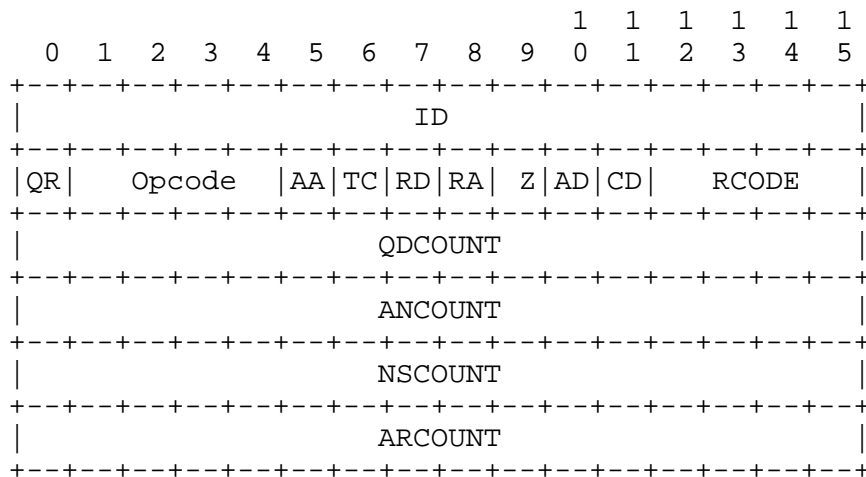 1  1  1  1  1  1
  0  1  2  3  4  5  6  7  8  9  0  1  2  3  4  5
+--+--+--+--+--+--+--+--+--+--+--+--+--+--+--+--+
|                      ID                       |
+--+--+--+--+--+--+--+--+--+--+--+--+--+--+--+--+
|QR|   Opcode  |AA|TC|RD|RA| Z|AD|CD|   RCODE   |
+--+--+--+--+--+--+--+--+--+--+--+--+--+--+--+--+
|                    QDCOUNT                    |
+--+--+--+--+--+--+--+--+--+--+--+--+--+--+--+--+
|                    ANCOUNT                    |
+--+--+--+--+--+--+--+--+--+--+--+--+--+--+--+--+
|                    NSCOUNT                    |
+--+--+--+--+--+--+--+--+--+--+--+--+--+--+--+--+
|                    ARCOUNT                    |
+--+--+--+--+--+--+--+--+--+--+--+--+--+--+--+--+